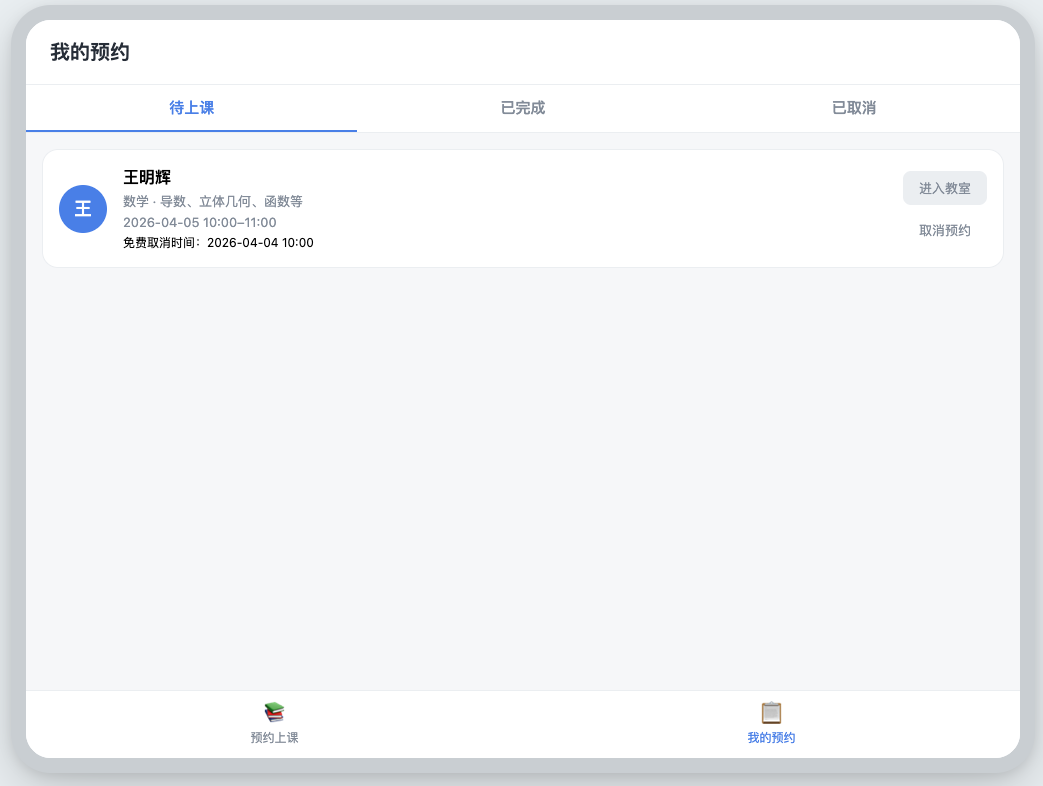 我的预约
待上课
已完成
已取消
王
王明辉
数学 · 导数、立体几何、函数等
2026-04-05 10:00–11:00
免费取消时间：2026-04-04 10:00
进入教室
取消预约
预约上课
我的预约